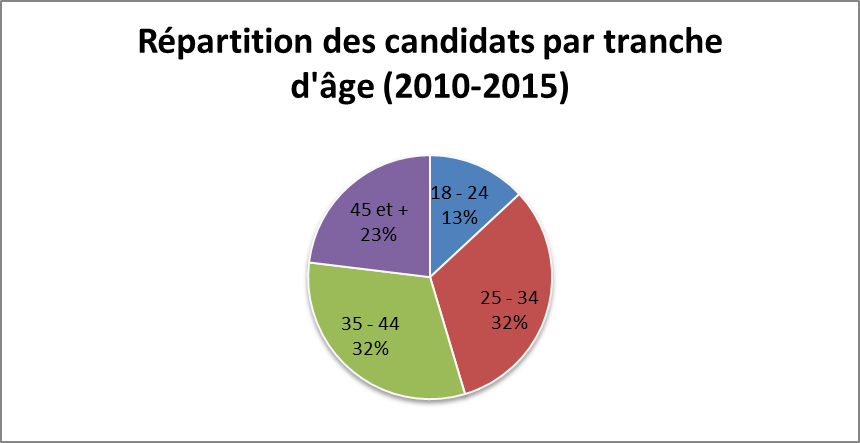 Répartition des candidats par tranche
d'âge (2010-2015)
18 - 24
13%
25 - 34
32%
35 - 44
32%
45 et +
23%